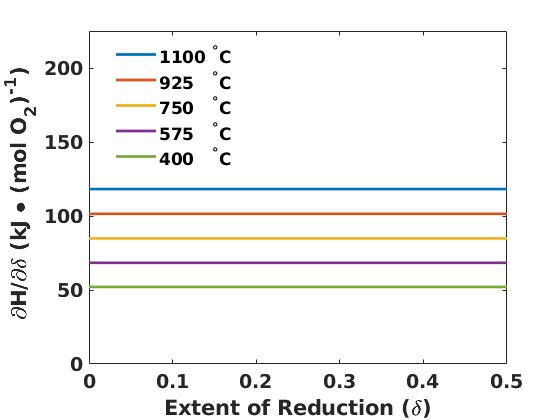 ∂H/∂δ (kJ • (mol O2)-1)
200
150
100
50
0
1100 °C
925 °C
750 °C
575 °C
400 °C
0 0.1 0.2 0.3 0.4 0.5
Extent of Reduction (δ)